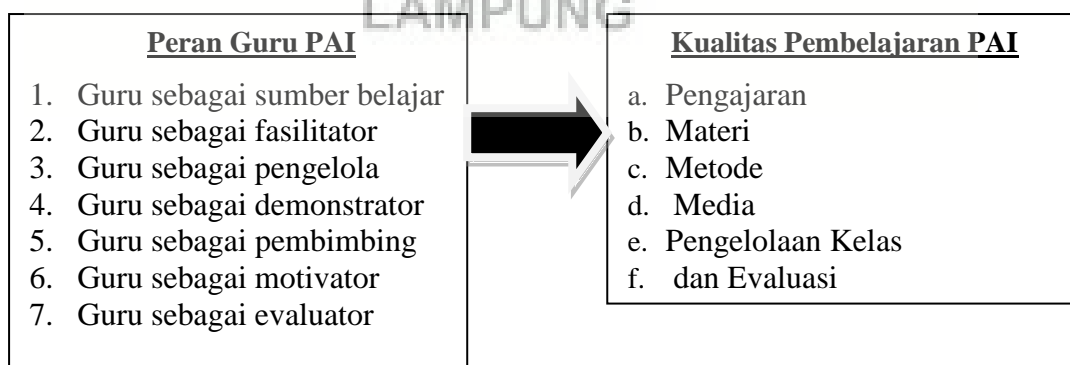 LAMPUNG
Peran Guru PAI
1. Guru sebagai sumber belajar
2. Guru sebagai fasilitator
3. Guru sebagai pengelola
4. Guru sebagai demonstrator
5. Guru sebagai pembimbing
6. Guru sebagai motivator
7. Guru sebagai evaluator
Kualitas Pembelajaran PAI
a. Pengajaran
b. Materi
c. Metode
d. Media
e. Pengelolaan Kelas
f. dan Evaluasi